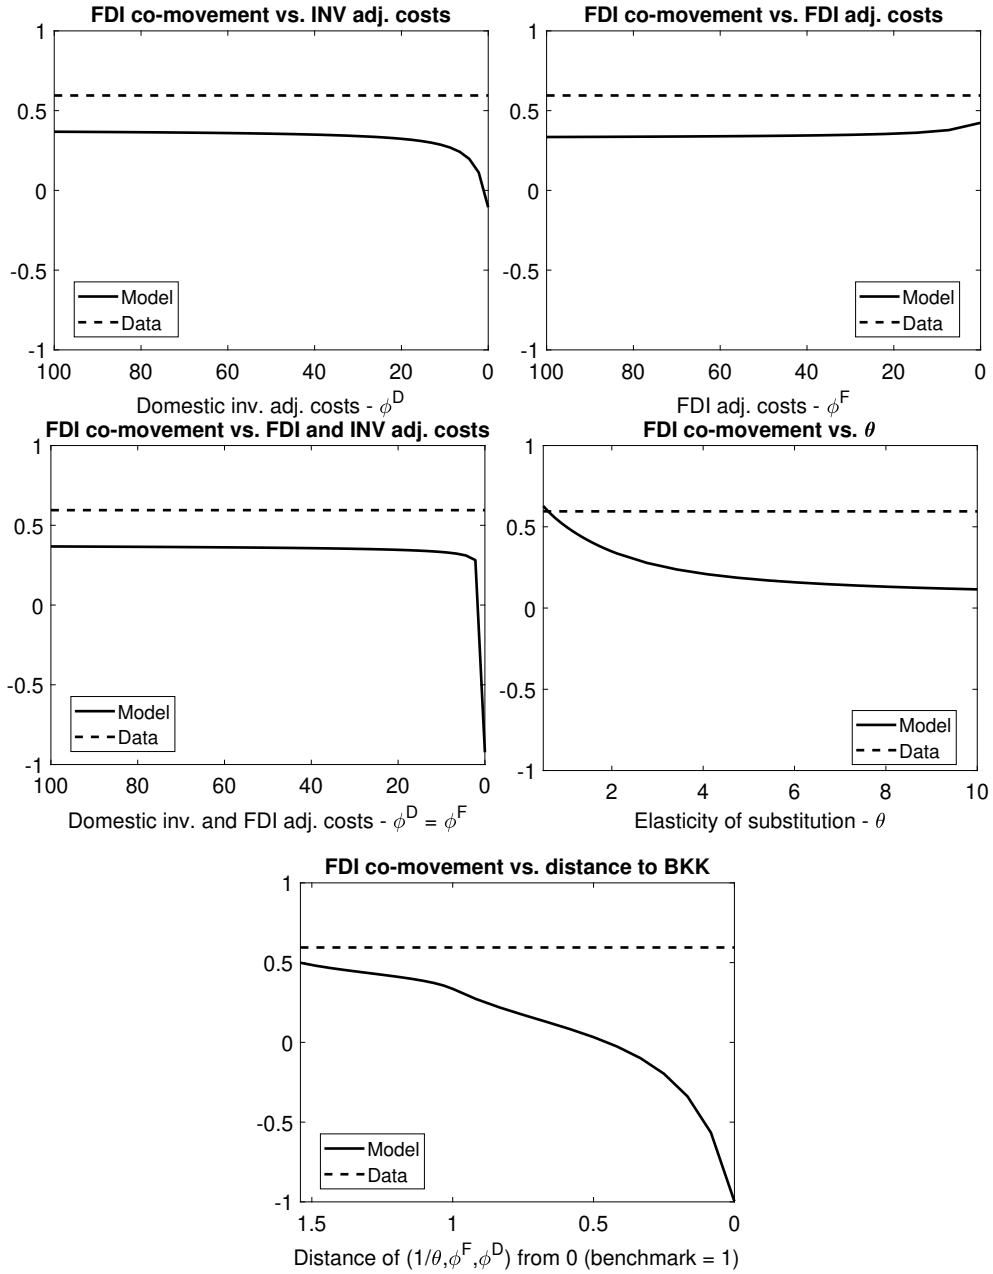 FDI co-movement vs. INV adj. costs
1
0.5
0
-0.5
-1
Model
Data
100 80 60 40 20 0
Domestic inv. adj. costs - ϕ^D
FDI co-movement vs. FDI adj. costs
1
0.5
0
-0.5
-1
Model
Data
100 80 60 40 20 0
FDI adj. costs - ϕ^F
FDI co-movement vs. FDI and INV adj. costs
1
0.5
0
-0.5
-1
Model
Data
100 80 60 40 20 0
Domestic inv. and FDI adj. costs - ϕ^D = ϕ^F
FDI co-movement vs. θ
1
0.5
0
-0.5
-1
Model
Data
2 4 6 8 10
Elasticity of substitution - θ
FDI co-movement vs. distance to BKK
1
0.5
0
-0.5
-1
Model
Data
1.5 1 0.5 0
Distance of (1/θ,ϕ^F,ϕ^D) from 0 (benchmark = 1)